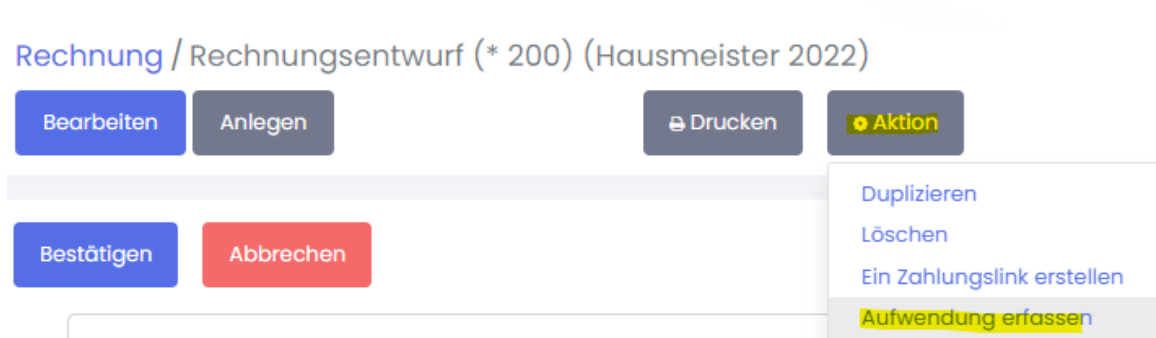 Rechnung / Rechnungsentwurf (* 200) (Hausmeister 2022)
Bearbeiten Anlegen Drucken Aktion
Duplizieren
Löschen
Bestätigen Abbrechen
Ein Zahlungslink erstellen
Aufwendung erfassen